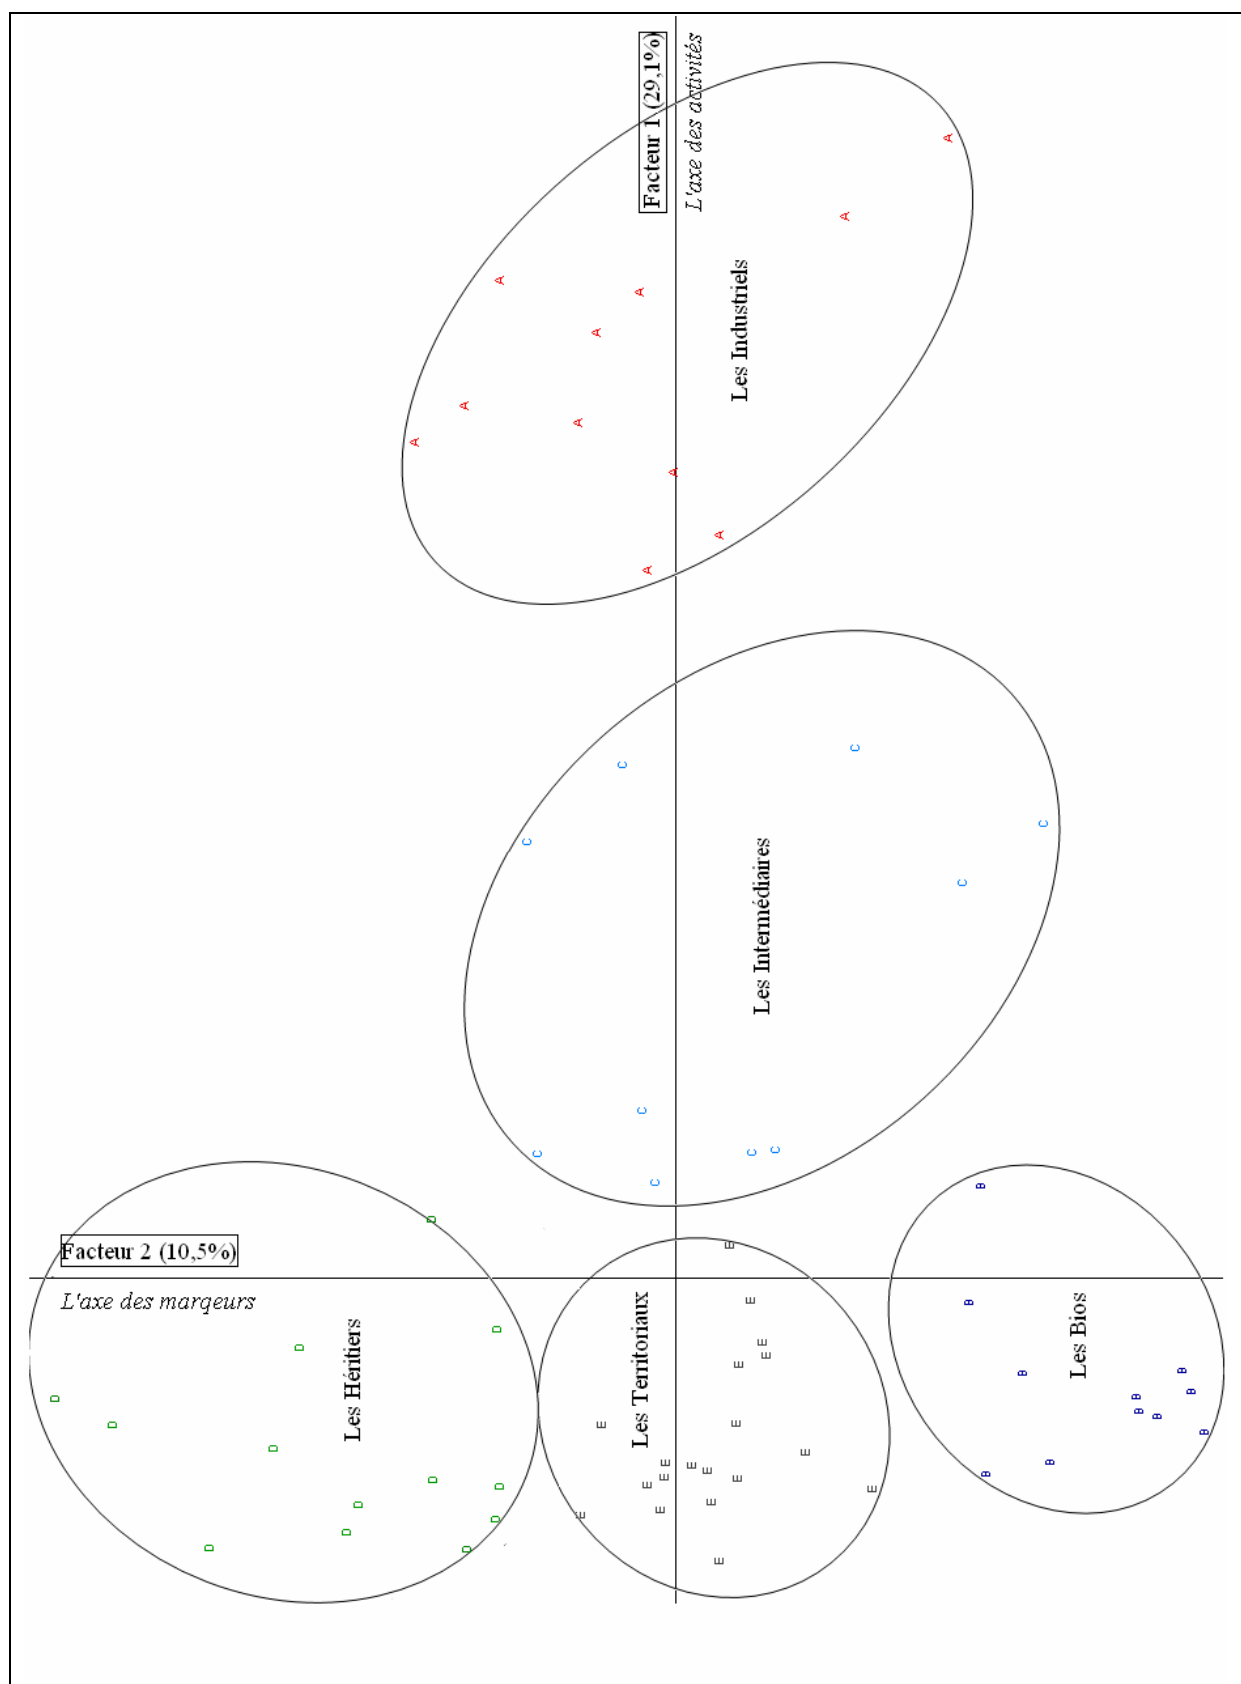 Facteur 1 (29,1%)
L'axe des activités
Les Industriels
Les Intermédiaires
Facteur 2 (10,5%)
L'axe des marqeurs
Les Héritiers
Les Territoriaux
Les Bios